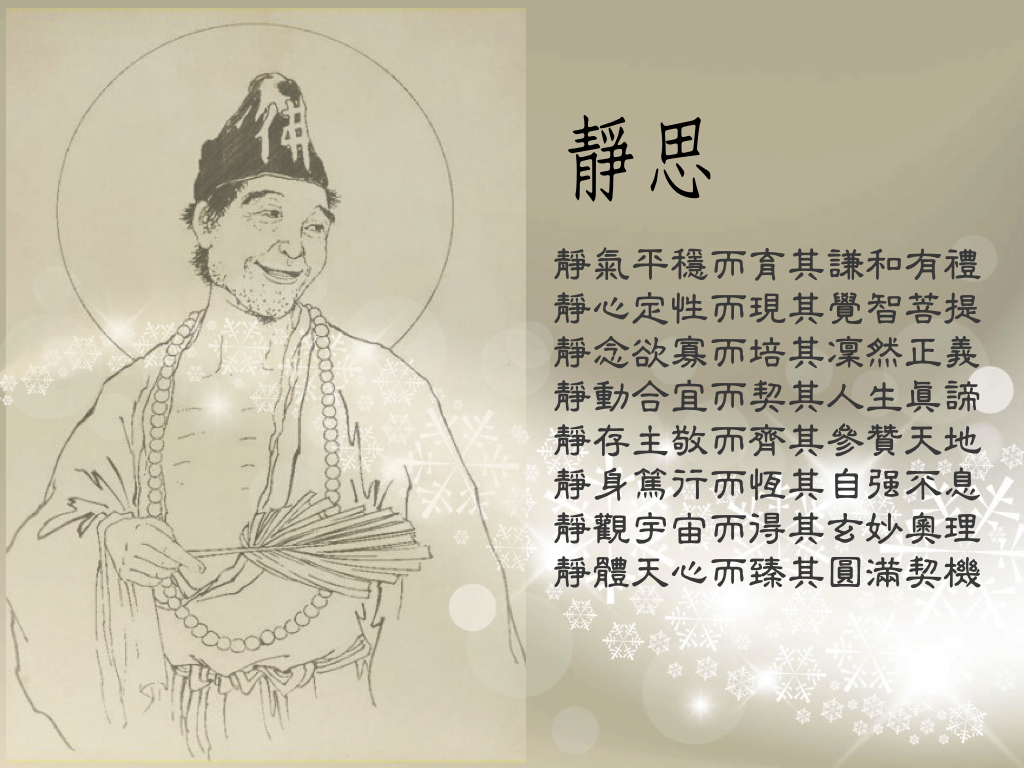 佛
靜思
靜氣平穩而育其謙和有禮
靜心定性而現其覺智菩提
靜念欲寡而培其凜然正義
靜動合宜而契其人生眞諦
靜存主敬而齊其參贊天地
靜身篤行而恆其自强不息
靜觀宇宙而得其玄妙奧理
靜體天心而臻其圓滿契機